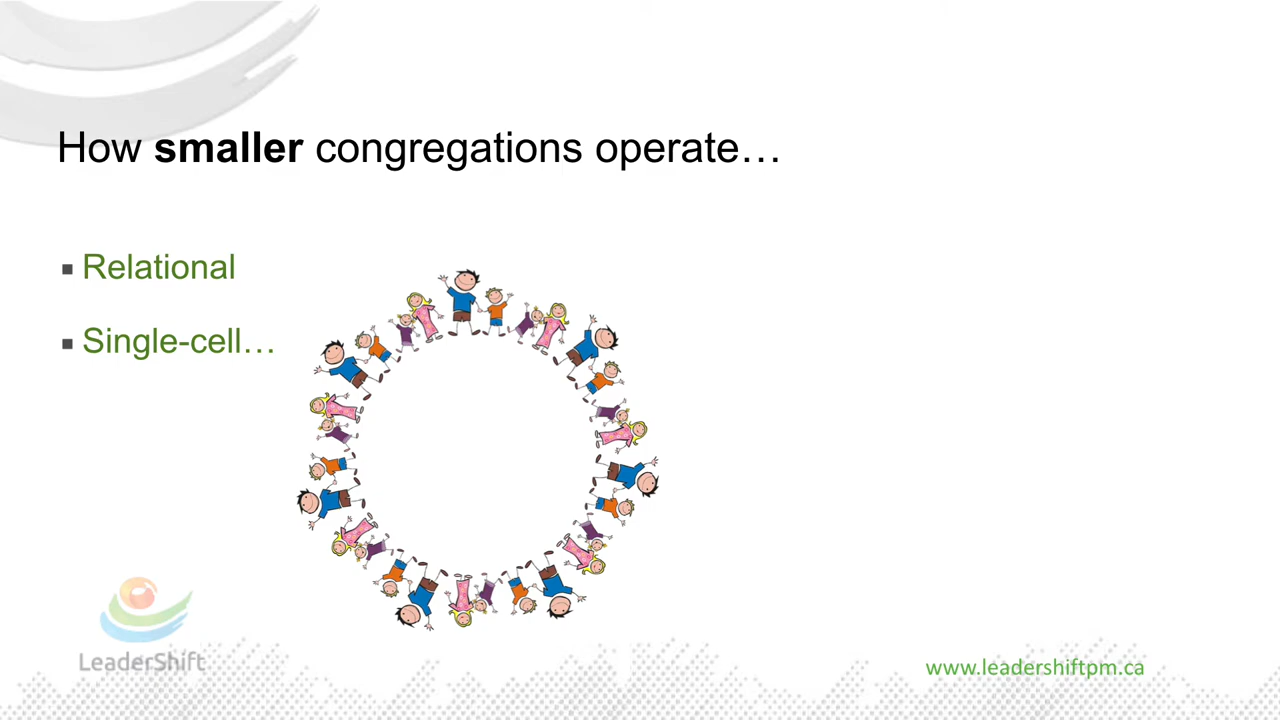 How smaller congregations operate…
Relational
Single-cell…
LeaderShift
www.leadershiftpm.ca